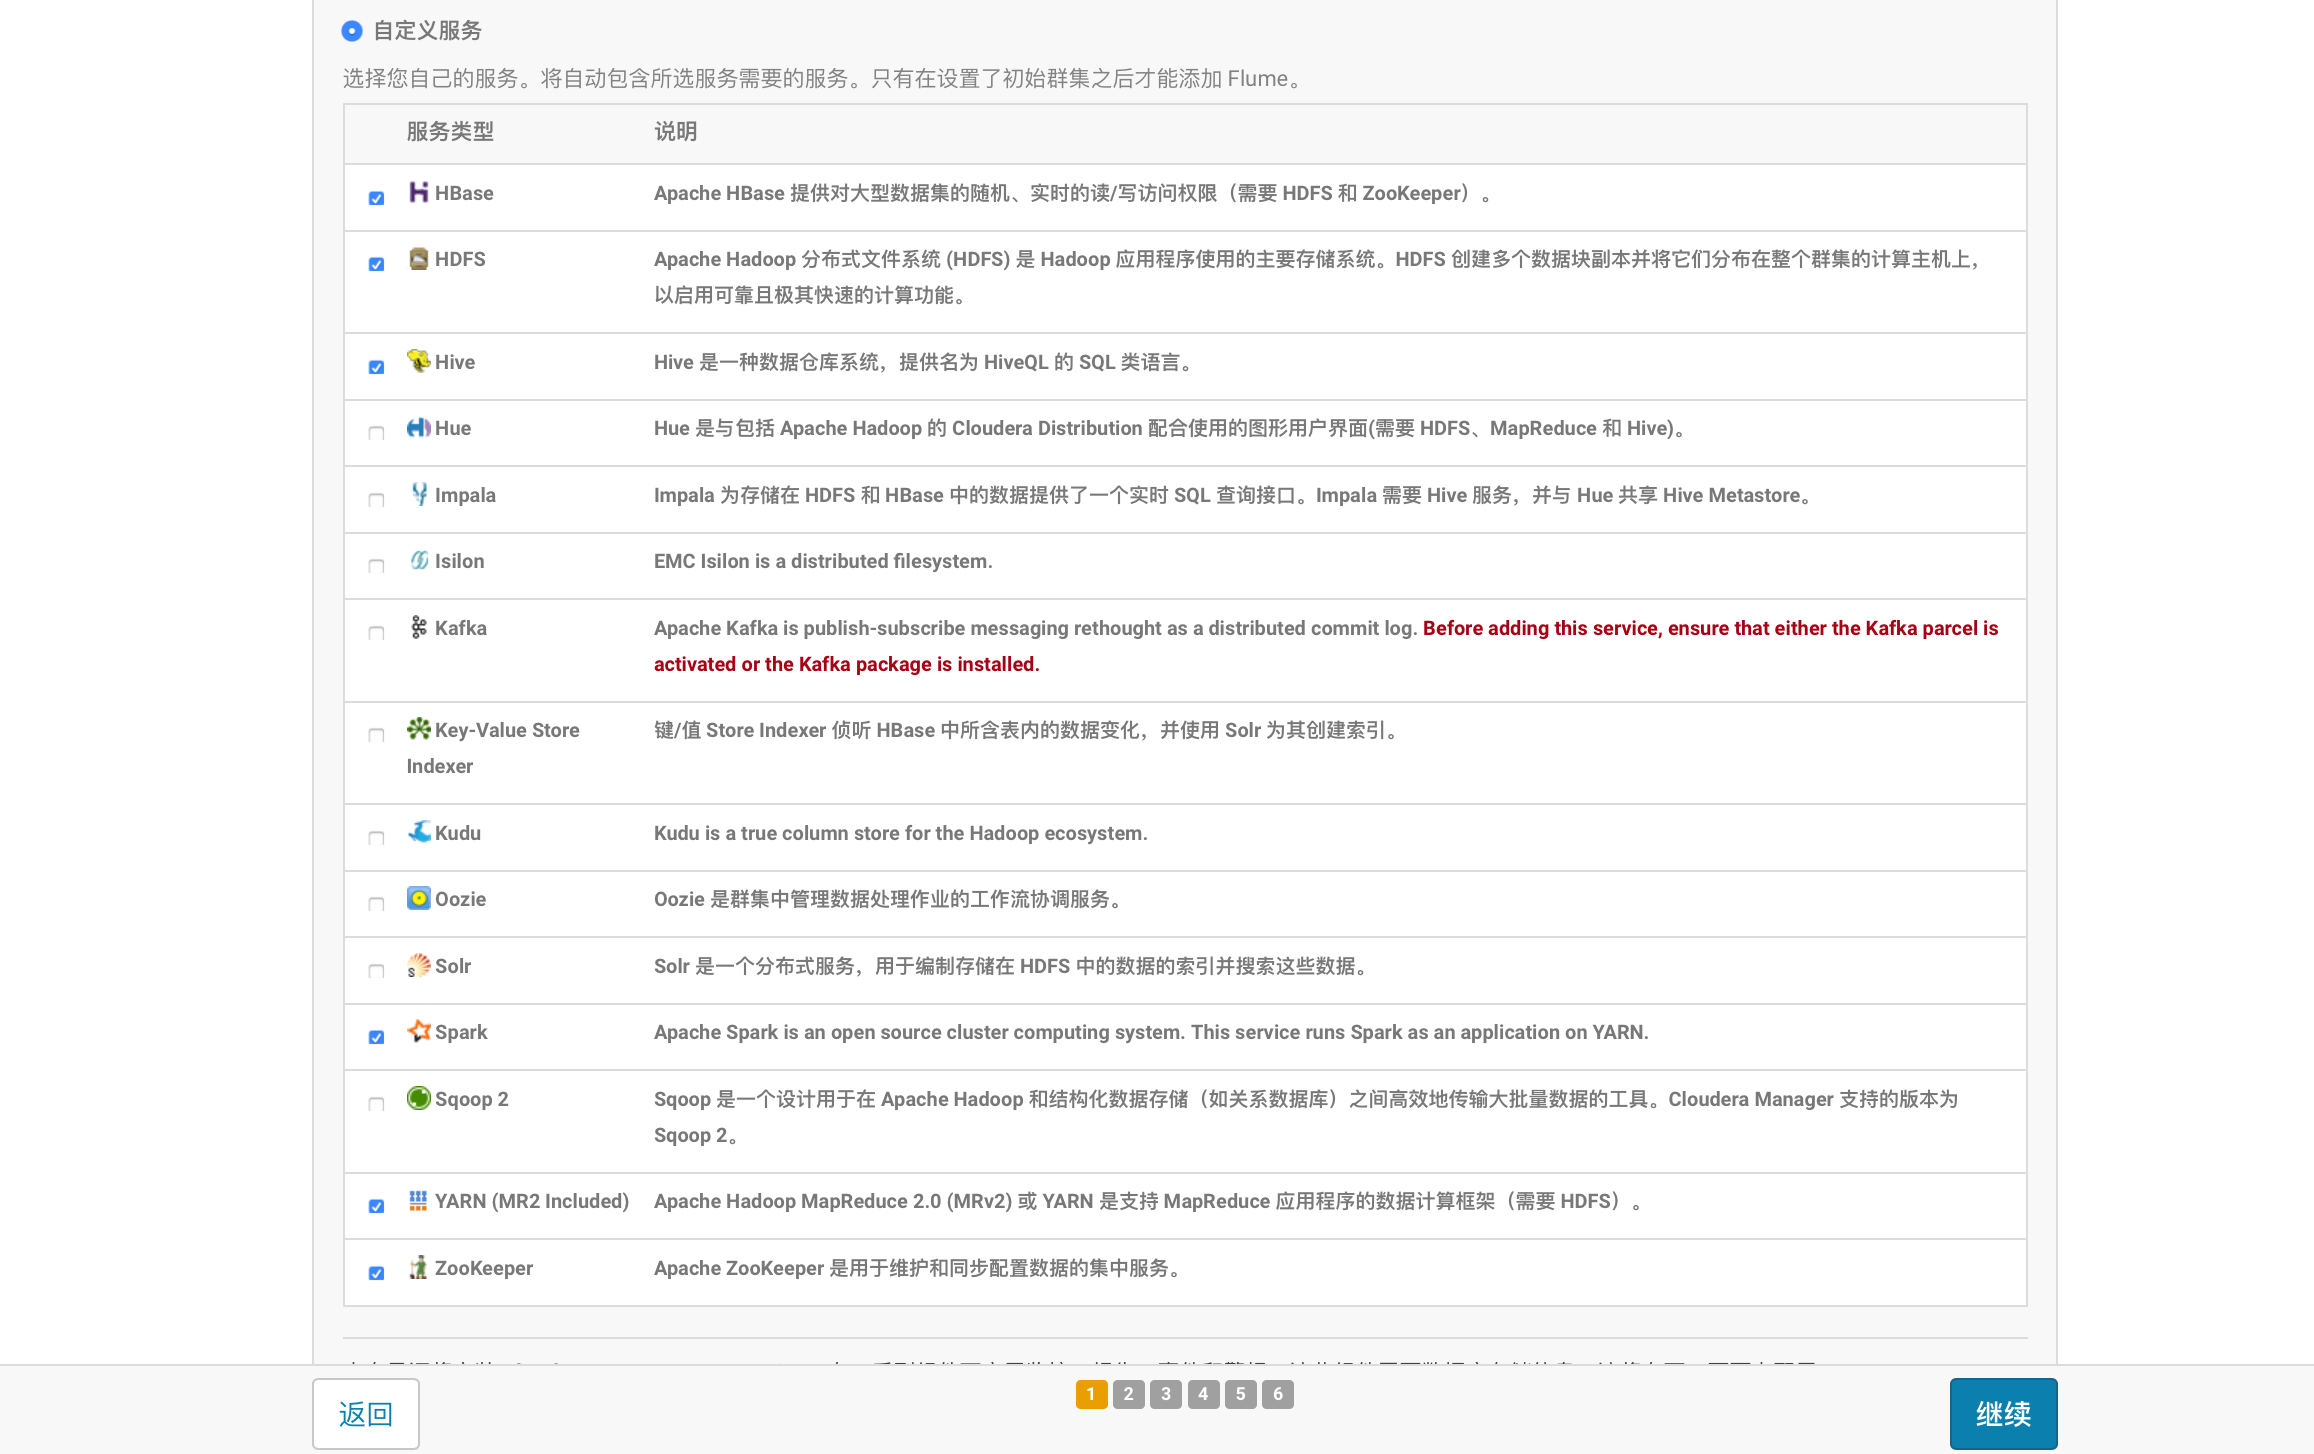 自定义服务
选择您自己的服务。将自动包含所选服务需要的服务。只有在设置了初始群集之后才能添加 Flume。
服务类型 说明
HBase Apache HBase 提供对大型数据集的随机、实时的读/写访问权限（需要 HDFS 和 ZooKeeper）。
HDFS Apache Hadoop 分布式文件系统 (HDFS) 是 Hadoop 应用程序使用的主要存储系统。HDFS 创建多个数据块副本并将它们分布在整个群集的计算主机上，
以启用可靠且极其快速的计算功能。
Hive Hive 是一种数据仓库系统，提供名为 HiveQL 的 SQL 类语言。
Hue Hue 是与包括 Apache Hadoop 的 Cloudera Distribution 配合使用的图形用户界面(需要 HDFS、MapReduce 和 Hive)。
Impala Impala 为存储在 HDFS 和 HBase 中的数据提供了一个实时 SQL 查询接口。Impala 需要 Hive 服务，并与 Hue 共享 Hive Metastore。
Isilon EMC Isilon is a distributed filesystem.
Kafka Apache Kafka is publish-subscribe messaging rethought as a distributed commit log. Before adding this service, ensure that either the Kafka parcel is
activated or the Kafka package is installed.
Key-Value Store 键/值 Store Indexer 侦听 HBase 中所含表内的数据变化，并使用 Solr 为其创建索引。
Indexer
Kudu Kudu is a true column store for the Hadoop ecosystem.
Oozie Oozie 是群集中管理数据处理作业的工作流协调服务。
Solr Solr 是一个分布式服务，用于编制存储在 HDFS 中的数据的索引并搜索这些数据。
Spark Apache Spark is an open source cluster computing system. This service runs Spark as an application on YARN.
Sqoop 2 Sqoop 是一个设计用于在 Apache Hadoop 和结构化数据存储（如关系数据库）之间高效地传输大批量数据的工具。Cloudera Manager 支持的版本为
Sqoop 2。
YARN (MR2 Included) Apache Hadoop MapReduce 2.0 (MRv2) 或 YARN 是支持 MapReduce 应用程序的数据计算框架（需要 HDFS）。
ZooKeeper Apache ZooKeeper 是用于维护和同步配置数据的集中服务。
返回 1 2 3 4 5 6 继续